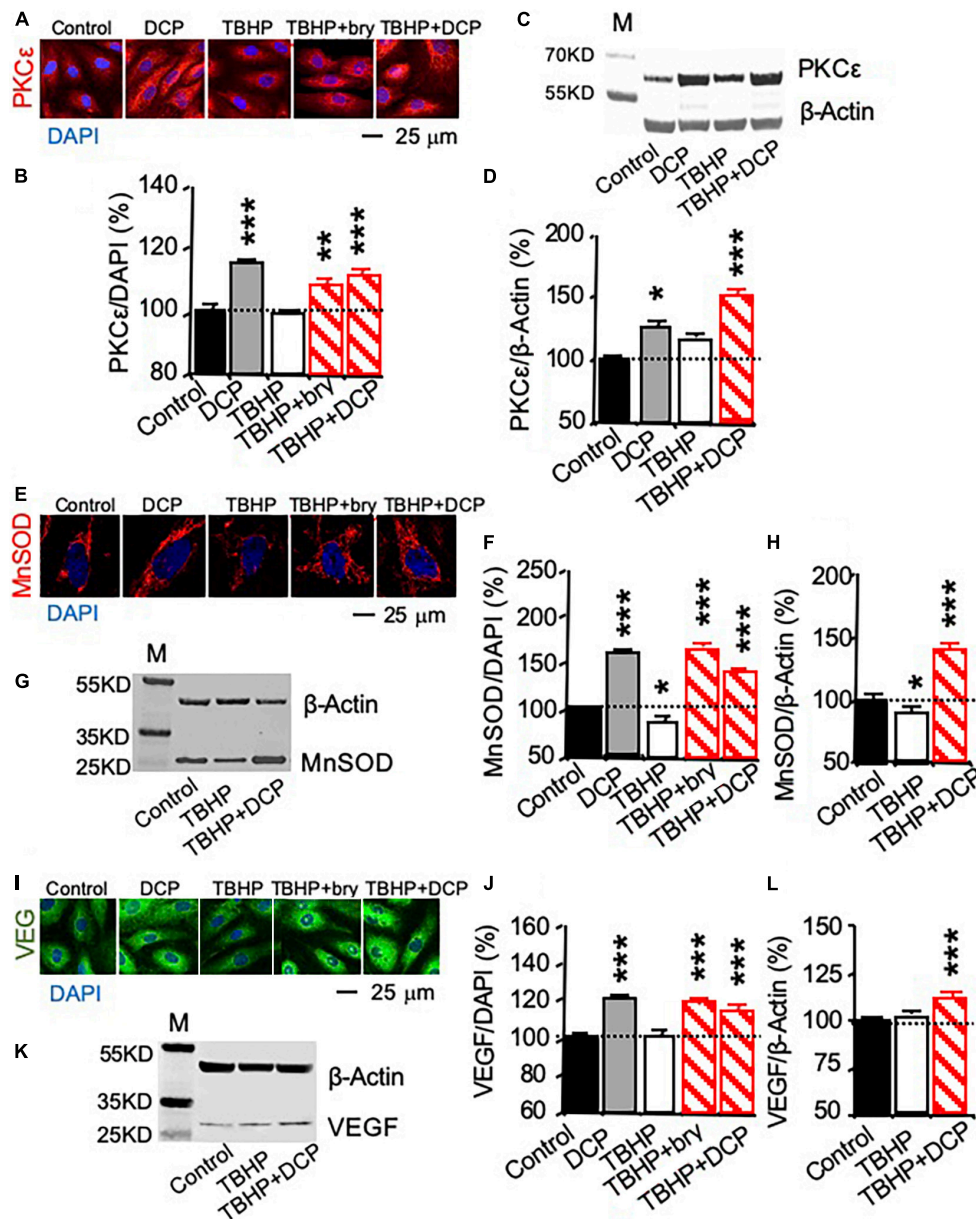 A
Control DCP TBHP TBHP+bry TBHP+DCP
PKCε
DAPI
25 μm
B
PKCε/DAPI (%)
140
120
100
80
***
**
***
Control
DCP
TBHP
TBHP+bry
TBHP+DCP
C
M
70KD
55KD
PKCε
β-Actin
Control
DCP
TBHP
TBHP+DCP
D
PKCε/β-Actin (%)
200
150
100
50
*
***
Control
DCP
TBHP
TBHP+DCP
E
Control DCP TBHP TBHP+bry TBHP+DCP
MnSOD
DAPI
25 μm
F
MnSOD/DAPI (%)
250
200
150
100
50
***
*
***
***
Control
DCP
TBHP
TBHP+bry
TBHP+DCP
G
M
55KD
35KD
25KD
β-Actin
MnSOD
Control
TBHP
TBHP+DCP
H
MnSOD/β-Actin (%)
200
150
100
50
*
***
Control
TBHP
TBHP+DCP
I
Control DCP TBHP TBHP+bry TBHP+DCP
VEG
DAPI
25 μm
J
VEGF/DAPI (%)
160
140
120
100
80
60
***
***
***
Control
DCP
TBHP
TBHP+bry
TBHP+DCP
K
M
55KD
35KD
25KD
β-Actin
VEGF
Control
TBHP
TBHP+DCP
L
VEGF/β-Actin (%)
150
125
100
75
50
***
Control
TBHP
TBHP+DCP